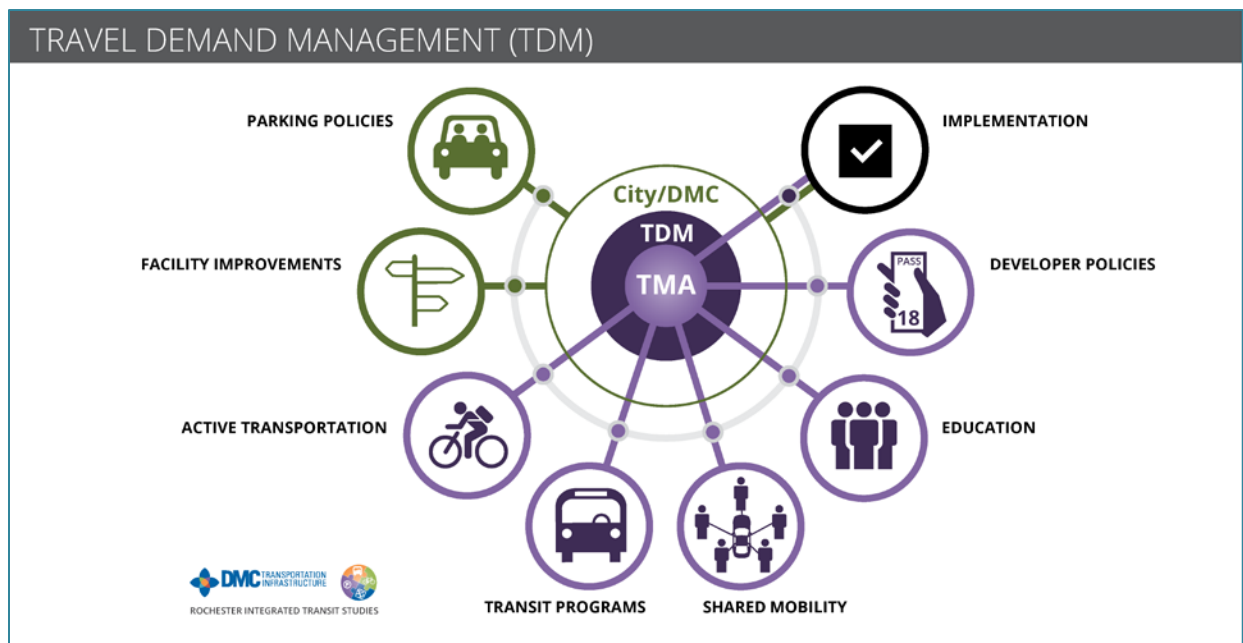 TRAVEL DEMAND MANAGEMENT (TDM)
PARKING POLICIES
IMPLEMENTATION
City/DMC
TDM
TMA
FACILITY IMPROVEMENTS
DEVELOPER POLICIES
PASS
18
ACTIVE TRANSPORTATION
EDUCATION
TRANSIT PROGRAMS
SHARED MOBILITY
DMC TRANSPORTATION
INFRASTRUCTURE
ROCHESTER INTEGRATED TRANSIT STUDIES